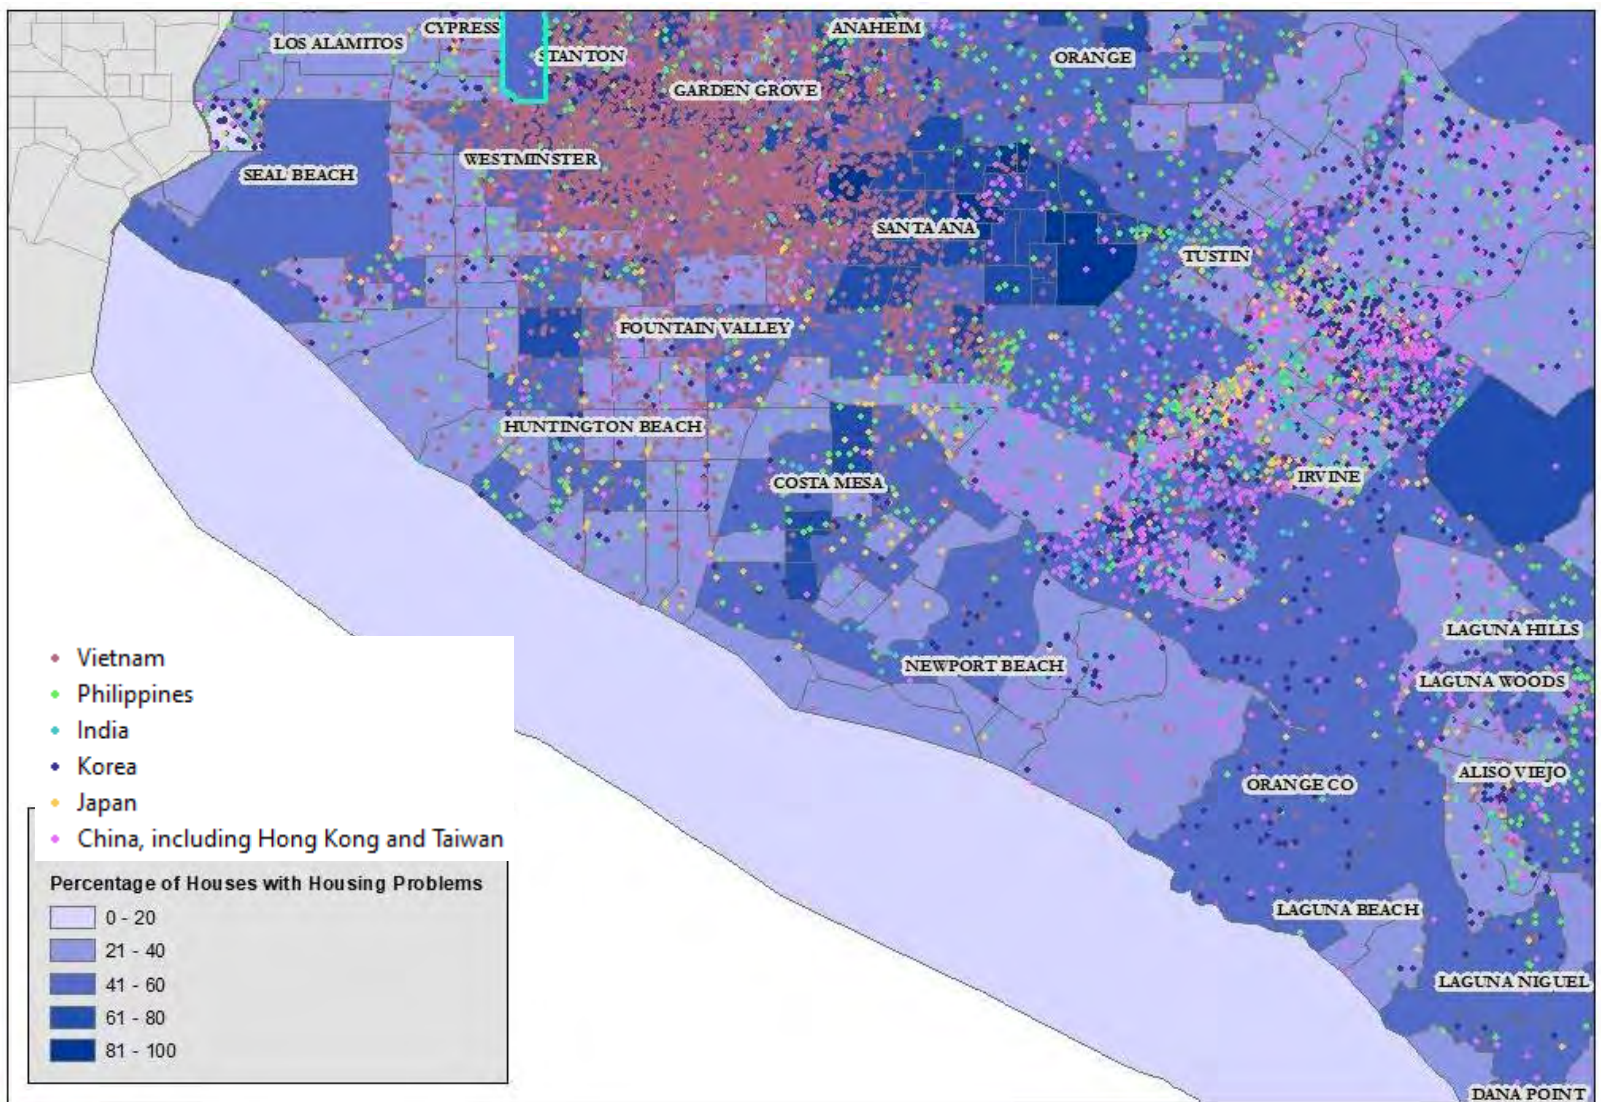 CYPRESS
ANAHEIM
LOS ALAMITOS
STANTON
ORANGE
GARDEN GROVE
WESTMINSTER
SEAL BEACH
SANTA ANA
TUSTIN
FOUNTAIN VALLEY
HUNTINGTON BEACH
IRVINE
COSTA MESA
LAGUNA HILLS
NEWPORT BEACH
LAGUNA WOODS
ALISO VIEJO
ORANGE CO
LAGUNA BEACH
LAGUNA NIGUEL
DANA POINT
Vietnam
Philippines
India
Korea
Japan
China, including Hong Kong and Taiwan
Percentage of Houses with Housing Problems
0 - 20
21 - 40
41 - 60
61 - 80
81 - 100